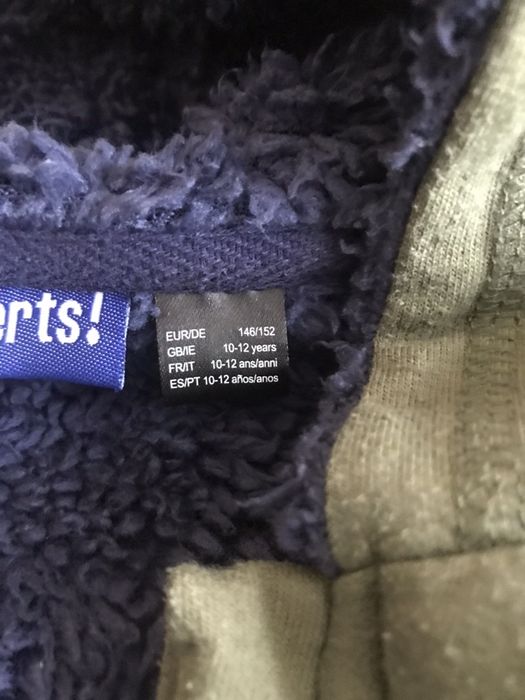 erts!
EUR/DE 146/152
GB/IE 10-12 years
FR/IT 10-12 ans/anni
ES/PT 10-12 años/anos